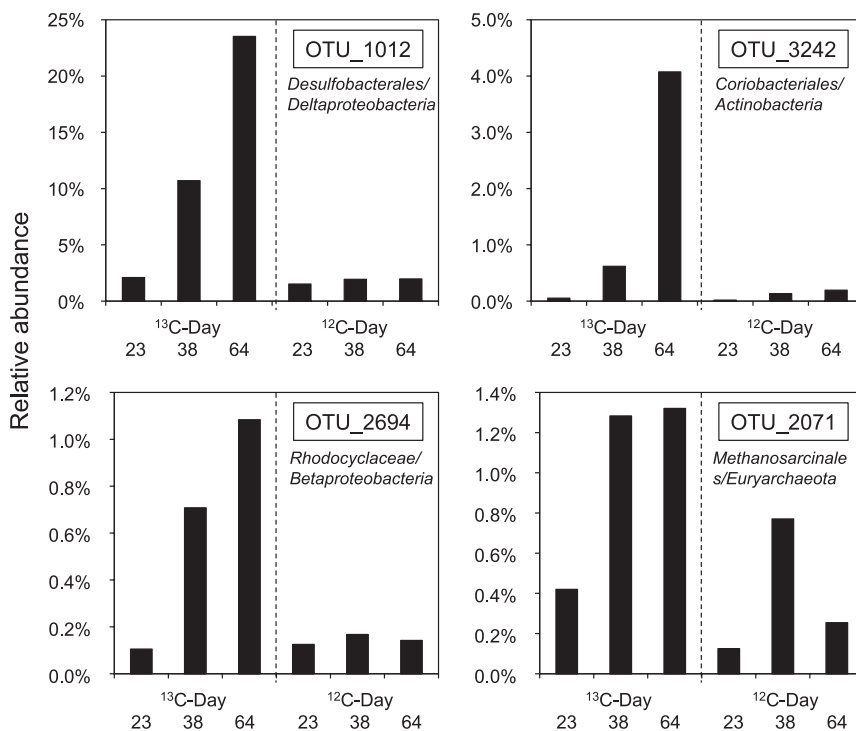 Relative abundance
25%
20%
15%
10%
5%
0%
OTU_1012
Desulfobacterales/
Deltaproteobacteria
¹³C-Day ¹²C-Day
23 38 64 23 38 64
5.0%
4.0%
3.0%
2.0%
1.0%
0.0%
OTU_3242
Coriobacteriales/
Actinobacteria
¹³C-Day ¹²C-Day
23 38 64 23 38 64
1.2%
1.0%
0.8%
0.6%
0.4%
0.2%
0.0%
OTU_2694
Rhodocyclaceae/
Betaproteobacteria
¹³C-Day ¹²C-Day
23 38 64 23 38 64
1.4%
1.2%
1.0%
0.8%
0.6%
0.4%
0.2%
0.0%
OTU_2071
Methanosarcinale
s/Euryarchaeota
¹³C-Day ¹²C-Day
23 38 64 23 38 64